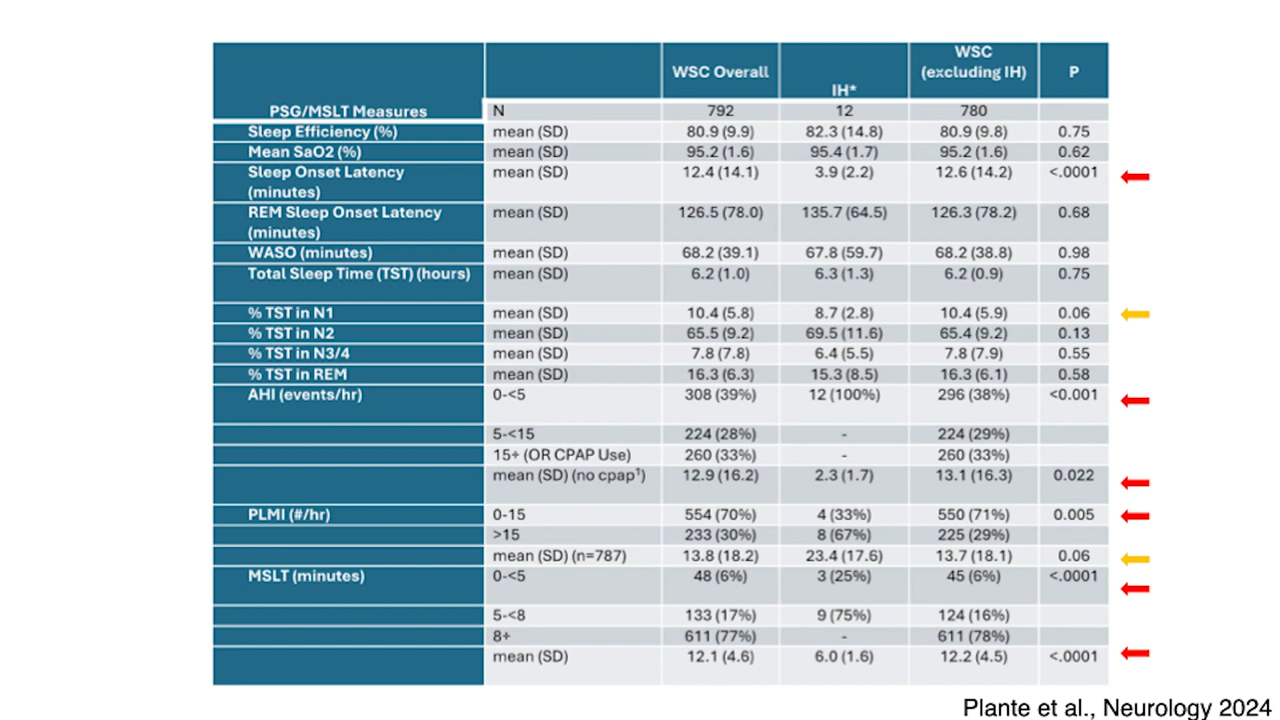 PSG/MSLT Measures WSC Overall IH* WSC (excluding IH) P
N 792 12 780
Sleep Efficiency (%) mean (SD) 80.9 (9.9) 82.3 (14.8) 80.9 (9.8) 0.75
Mean SaO2 (%) mean (SD) 95.2 (1.6) 95.4 (1.7) 95.2 (1.6) 0.62
Sleep Onset Latency (minutes) mean (SD) 12.4 (14.1) 3.9 (2.2) 12.6 (14.2) <.0001
REM Sleep Onset Latency (minutes) mean (SD) 126.5 (78.0) 135.7 (64.5) 126.3 (78.2) 0.68
WASO (minutes) mean (SD) 68.2 (39.1) 67.8 (59.7) 68.2 (38.8) 0.98
Total Sleep Time (TST) (hours) mean (SD) 6.2 (1.0) 6.3 (1.3) 6.2 (0.9) 0.75
% TST in N1 mean (SD) 10.4 (5.8) 8.7 (2.8) 10.4 (5.9) 0.06
% TST in N2 mean (SD) 65.5 (9.2) 69.5 (11.6) 65.4 (9.2) 0.13
% TST in N3/4 mean (SD) 7.8 (7.8) 6.4 (5.5) 7.8 (7.9) 0.55
% TST in REM mean (SD) 16.3 (6.3) 15.3 (8.5) 16.3 (6.1) 0.58
AHI (events/hr) 0-<5 308 (39%) 12 (100%) 296 (38%) <0.001
5-<15 224 (28%) - 224 (29%)
15+ (OR CPAP Use) 260 (33%) - 260 (33%)
mean (SD) (no cpap¹) 12.9 (16.2) 2.3 (1.7) 13.1 (16.3) 0.022
PLMI (#/hr) 0-15 554 (70%) 4 (33%) 550 (71%) 0.005
>15 233 (30%) 8 (67%) 225 (29%)
mean (SD) (n=787) 13.8 (18.2) 23.4 (17.6) 13.7 (18.1) 0.06
MSLT (minutes) 0-<5 48 (6%) 3 (25%) 45 (6%) <.0001
5-<8 133 (17%) 9 (75%) 124 (16%)
8+ 611 (77%) - 611 (78%)
mean (SD) 12.1 (4.6) 6.0 (1.6) 12.2 (4.5) <.0001
Plante et al., Neurology 2024